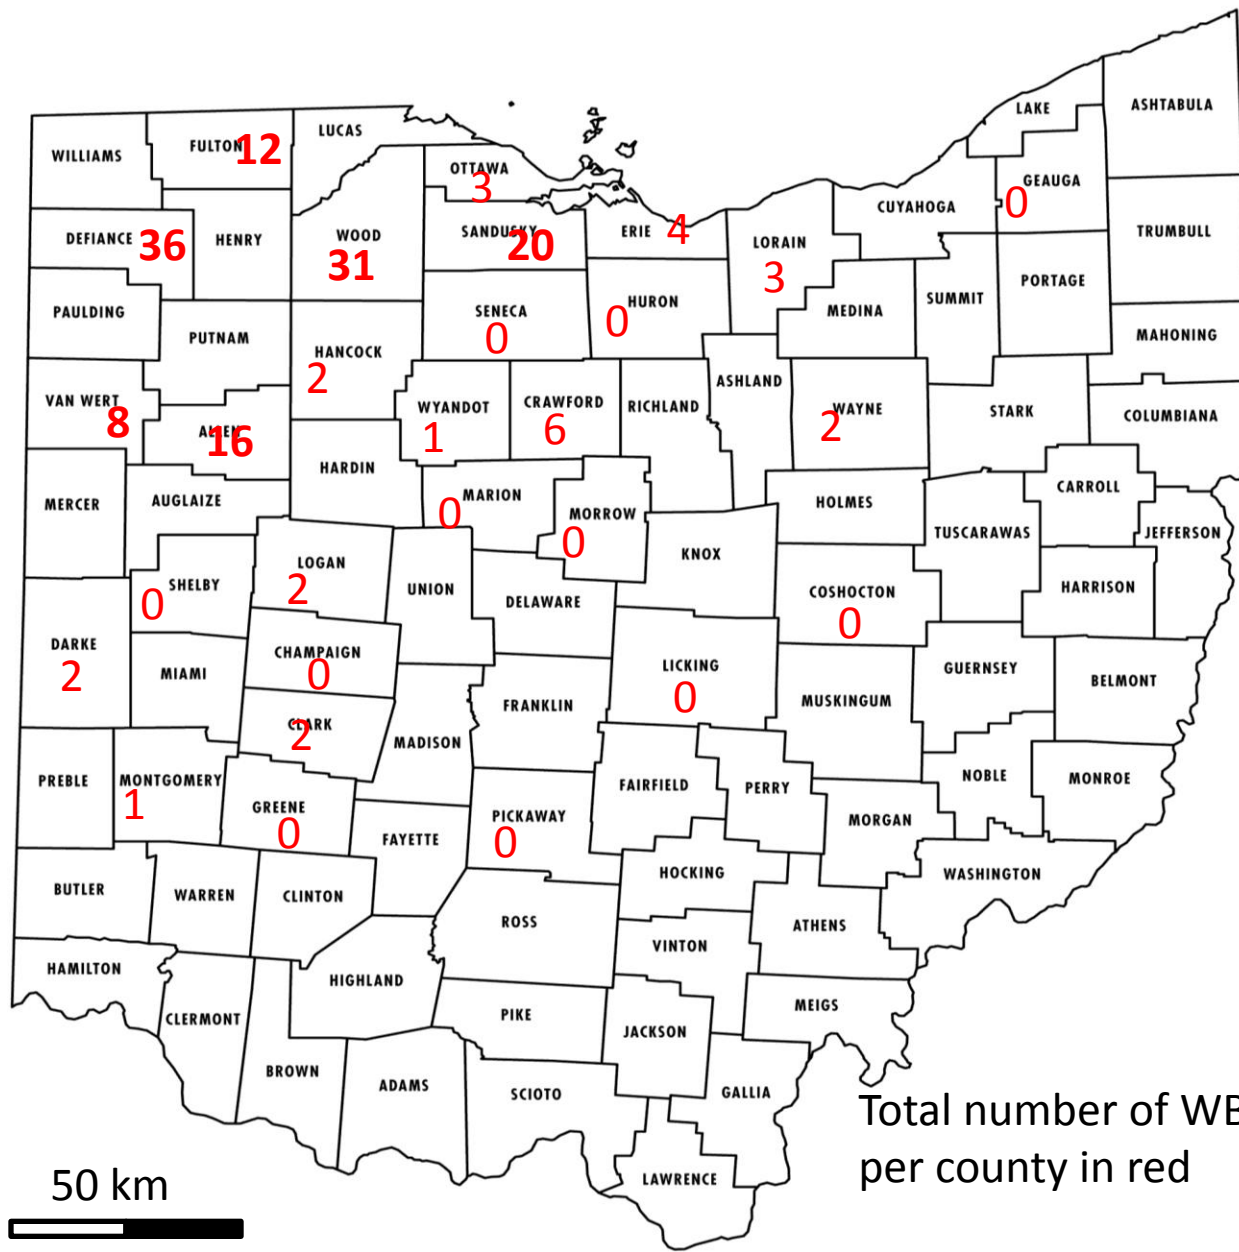 LAKE
ASHTABULA
LUCAS
FULTON 12
WILLIAMS
OTTAWA
3
GEAUGA
0
CUYAHOGA
TRUMBULL
DEFIANCE 36
HENRY
WOOD
31
SANDUSKY
20
ERIE 4
LORAIN
3
PORTAGE
SUMMIT
MEDINA
MAHONING
PAULDING
PUTNAM
SENECA
0
HURON
0
HANCOCK
2
VAN WERT
8
ALLEN
16
WYANDOT
1
CRAWFORD
6
RICHLAND
ASHLAND
WAYNE
2
STARK
COLUMBIANA
HARDIN
MERCER
AUGLAIZE
MARION
0
MORROW
0
HOLMES
CARROLL
TUSCARAWAS
JEFFERSON
KNOX
LOGAN
2
SHELBY
0
UNION
DELAWARE
COSHOCTON
0
HARRISON
DARKE
2
MIAMI
CHAMPAIGN
0
LICKING
0
GUERNSEY
BELMONT
MUSKINGUM
FRANKLIN
CLARK
2
MADISON
PREBLE
MONTGOMERY
1
GREENE
0
PICKAWAY
0
FAIRFIELD
PERRY
NOBLE
MONROE
MORGAN
FAYETTE
HOCKING
WASHINGTON
BUTLER
WARREN
CLINTON
ROSS
ATHENS
VINTON
HAMILTON
HIGHLAND
MEIGS
CLERMONT
PIKE
JACKSON
BROWN
ADAMS
SCIOTO
GALLIA
LAWRENCE
Total number of WB
per county in red
50 km